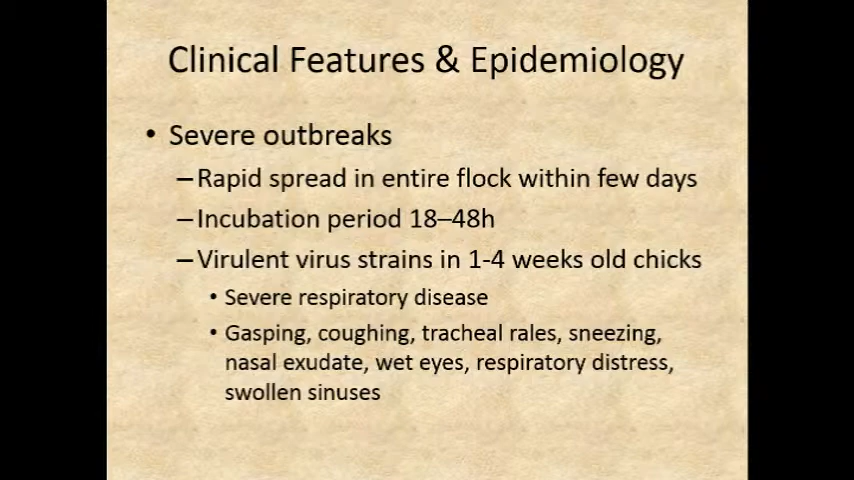 Clinical Features & Epidemiology
• Severe outbreaks
–Rapid spread in entire flock within few days
–Incubation period 18–48h
–Virulent virus strains in 1-4 weeks old chicks
• Severe respiratory disease
• Gasping, coughing, tracheal rales, sneezing,
nasal exudate, wet eyes, respiratory distress,
swollen sinuses